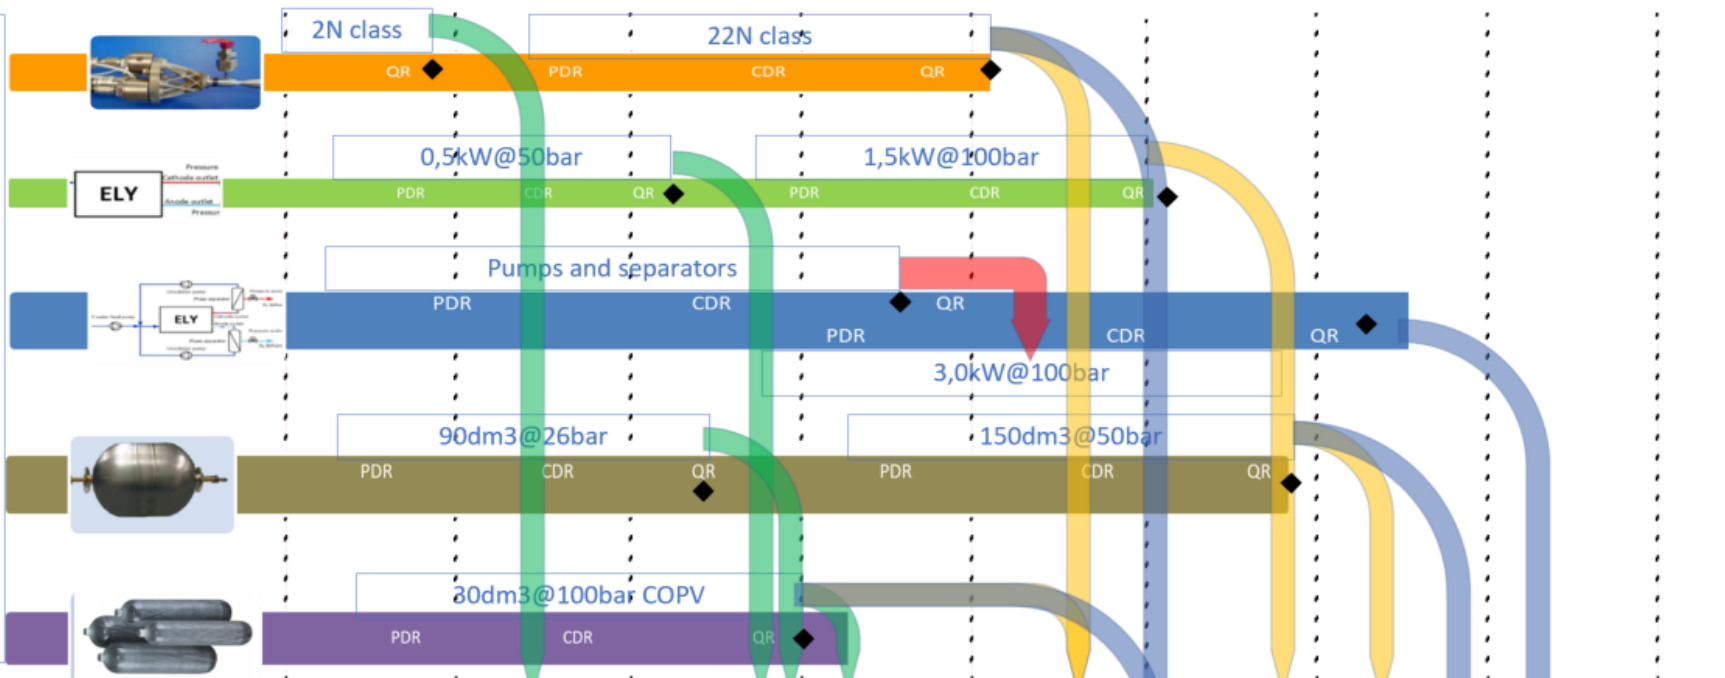 2N class
22N class
QR PDR CDR QR
0,5kW@50bar
1,5kW@100bar
Pressure
Cathode outlet
ELY
Anode outlet
Pressur
PDR CDR QR PDR CDR QR
Pumps and separators
PDR CDR QR
ELY
PDR CDR QR
3,0kW@100bar
90dm3@26bar
150dm3@50bar
PDR CDR QR PDR CDR QR
30dm3@100bar COPV
PDR CDR QR